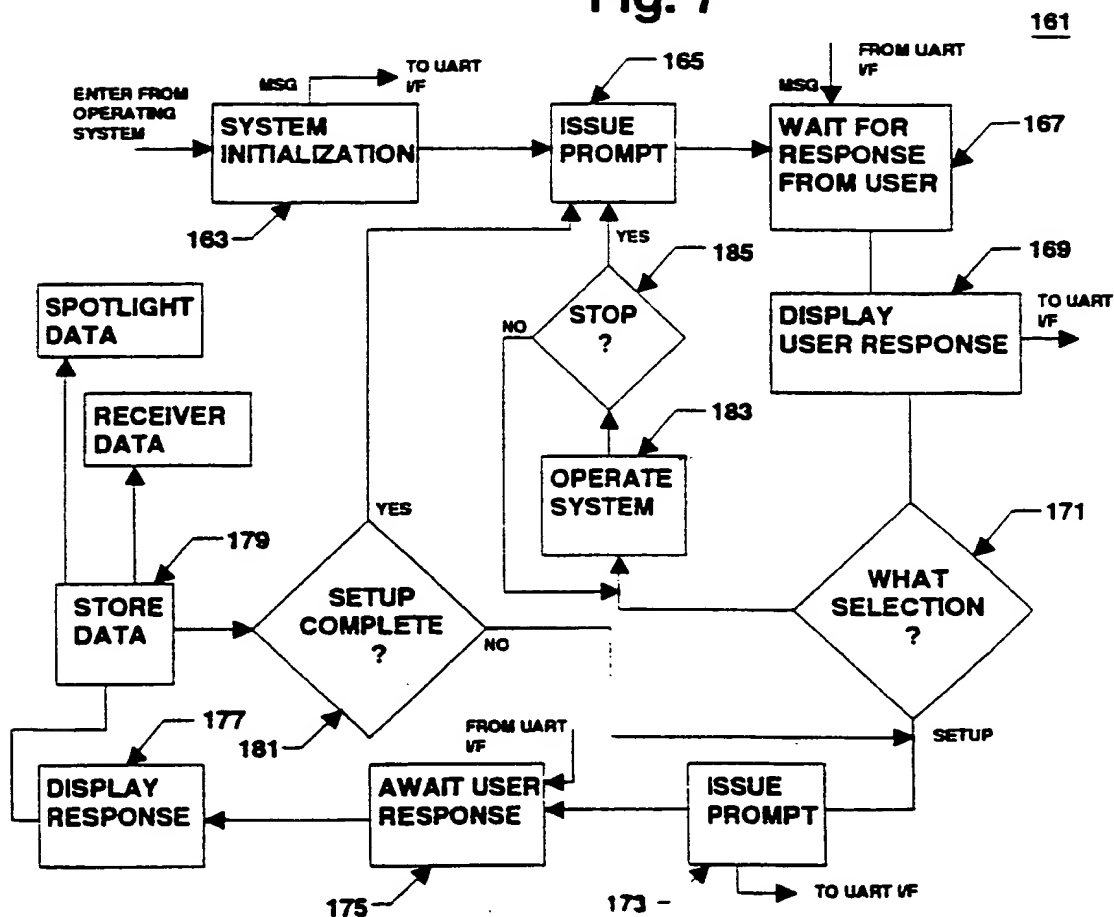 Fig. 7
161
ENTER FROM
OPERATING
SYSTEM
MSG
TO UART
I/F
SYSTEM
INITIALIZATION
163
165
ISSUE
PROMPT
FROM UART
I/F
MSG
WAIT FOR
RESPONSE
FROM USER
167
169
DISPLAY
USER RESPONSE
TO UART
I/F
YES
185
STOP
?
NO
183
OPERATE
SYSTEM
171
WHAT
SELECTION
?
SETUP
SPOTLIGHT
DATA
RECEIVER
DATA
179
STORE
DATA
YES
SETUP
COMPLETE
?
NO
181
177
DISPLAY
RESPONSE
FROM UART
I/F
AWAIT USER
RESPONSE
175
ISSUE
PROMPT
173
TO UART I/F